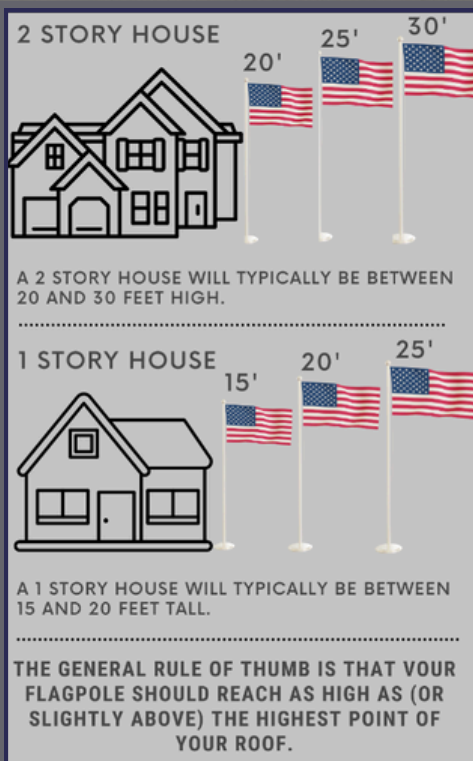 2 STORY HOUSE
20'
25'
30'
A 2 STORY HOUSE WILL TYPICALLY BE BETWEEN
20 AND 30 FEET HIGH.
1 STORY HOUSE
15'
20'
25'
A 1 STORY HOUSE WILL TYPICALLY BE BETWEEN
15 AND 20 FEET TALL.
THE GENERAL RULE OF THUMB IS THAT VOUR
FLAGPOLE SHOULD REACH AS HIGH AS (OR
SLIGHTLY ABOVE) THE HIGHEST POINT OF
YOUR ROOF.